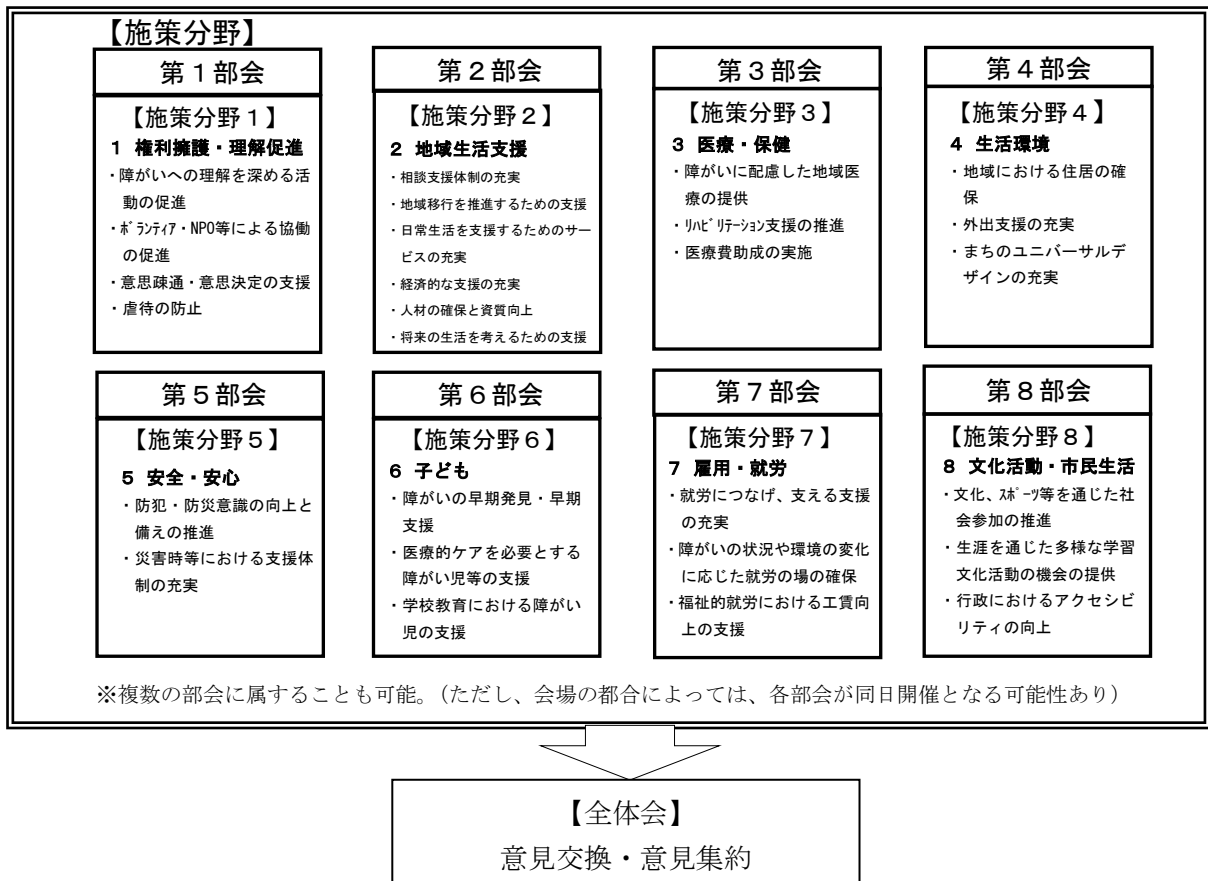 【施策分野】
第１部会
【施策分野１】
１ 権利擁護・理解促進
・障がいへの理解を深める活
動の促進
・ﾎﾞﾗﾝﾃｨｱ・NPO等による協働
の促進
・意思疎通・意思決定の支援
・虐待の防止
第２部会
【施策分野２】
２ 地域生活支援
・相談支援体制の充実
・地域移行を推進するための支援
・日常生活を支援するためのサー
ビスの充実
・経済的な支援の充実
・人材の確保と資質向上
・将来の生活を考えるための支援
第３部会
【施策分野３】
３ 医療・保健
・障がいに配慮した地域医
療の提供
・ﾘﾊﾋﾞﾘﾃｰｼｮﾝ支援の推進
・医療費助成の実施
第４部会
【施策分野４】
４ 生活環境
・地域における住居の確
保
・外出支援の充実
・まちのユニバーサルデ
ザインの充実
第５部会
【施策分野５】
５ 安全・安心
・防犯・防災意識の向上と
備えの推進
・災害時等における支援体
制の充実
第６部会
【施策分野６】
６ 子ども
・障がいの早期発見・早期
支援
・医療的ケアを必要とする
障がい児等の支援
・学校教育における障がい
児の支援
第７部会
【施策分野７】
７ 雇用・就労
・就労につなげ、支える支援
の充実
・障がいの状況や環境の変化
に応じた就労の場の確保
・福祉的就労における工賃向
上の支援
第８部会
【施策分野８】
８ 文化活動・市民生活
・文化、ｽﾎﾟｰﾂ等を通じた社
会参加の推進
・生涯を通じた多様な学習
文化活動の機会の提供
・行政におけるアクセシビ
リティの向上
※複数の部会に属することも可能。（ただし、会場の都合によっては、各部会が同日開催となる可能性あり）
【全体会】
意見交換・意見集約